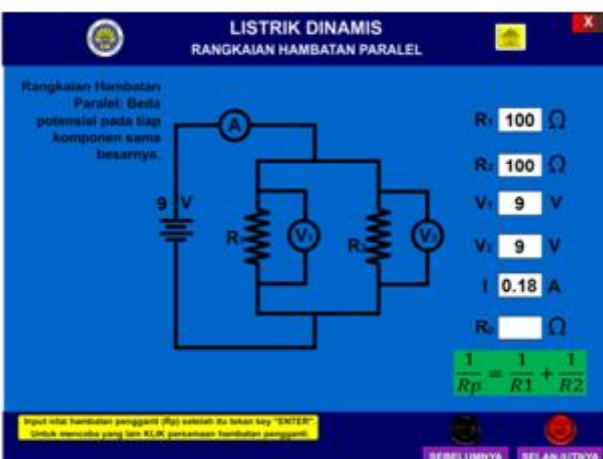 LISTRIK DINAMIS
RANGKAIAN HAMBATAN PARALEL
X
Rangkaian Hambatan
Paralel: Beda
potensial pada tiap
komponen sama
besarnya.
A
9 V
R₁
V₁
R₂
V₂
R₁ 100 Ω
R₂ 100 Ω
V₁ 9 V
V₂ 9 V
I 0.18 A
Rₚ Ω
1/Rp = 1/R1 + 1/R2
Input nilai hambatan pengganti (Rp) setelah itu tekan key "ENTER".
Untuk mencoba yang lain KLIK persamaan hambatan pengganti.
SEBELUMNYA SELANJUTNYA